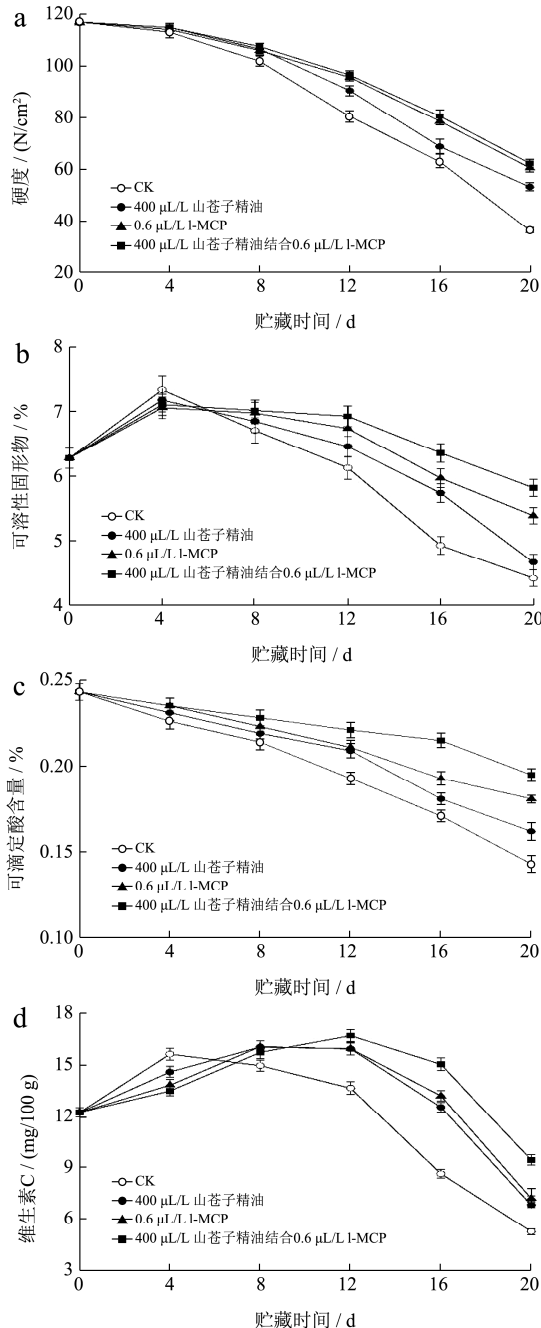 a
120
100
80
60
40
20
硬度 / (N/cm²)
CK
400 μL/L 山苍子精油
0.6 μL/L l-MCP
400 μL/L 山苍子精油结合0.6 μL/L l-MCP
0 4 8 12 16 20
贮藏时间 / d
b
8
7
6
5
4
可溶性固形物 / %
CK
400 μL/L 山苍子精油
0.6 μL/L l-MCP
400 μL/L 山苍子精油结合0.6 μL/L l-MCP
0 4 8 12 16 20
贮藏时间 / d
c
0.25
0.20
0.15
0.10
可滴定酸含量 / %
CK
400 μL/L 山苍子精油
0.6 μL/L l-MCP
400 μL/L 山苍子精油结合0.6 μL/L l-MCP
0 4 8 12 16 20
贮藏时间 / d
d
18
15
12
9
6
3
维生素C / (mg/100 g)
CK
400 μL/L 山苍子精油
0.6 μL/L l-MCP
400 μL/L 山苍子精油结合0.6 μL/L l-MCP
0 4 8 12 16 20
贮藏时间 / d